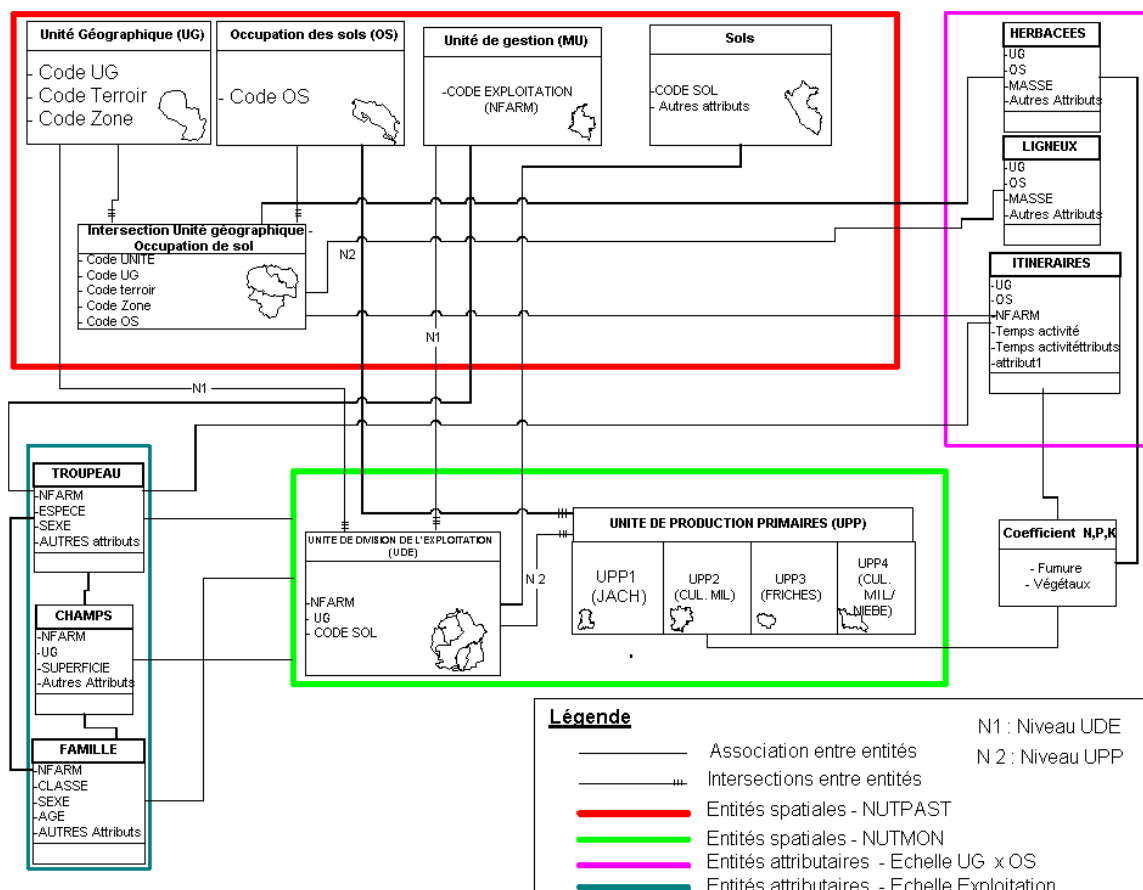 Unité Géographique (UG)
- Code UG
- Code Terroir
- Code Zone
Occupation des sols (OS)
- Code OS
Unité de gestion (MU)
-CODE EXPLOITATION
(NFARM)
Sols
-CODE SOL
- Autres attributs
HERBACEES
-UG
-OS
-MASSE
-Autres Attributs
LIGNEUX
-UG
-OS
-MASSE
-Autres Attributs
ITINERAIRES
-UG
-OS
-NFARM
-Temps activité
-Temps activitéttributs
-attribut1
Intersection Unité géographique -
Occupation de sol
- Code UNITE
- Code UG
- Code terroir
- Code Zone
- Code OS
N2
N1
N1
TROUPEAU
-NFARM
-ESPECE
-SEXE
-AUTRES attributs
CHAMPS
-NFARM
-UG
-SUPERFICIE
-Autres Attributs
FAMILLE
-NFARM
-CLASSE
-SEXE
-AGE
-AUTRES Attributs
UNITE DE DIVISION DE L'EXPLOITATION
(UDE)
-NFARM
- UG
- CODE SOL
N 2
UNITE DE PRODUCTION PRIMAIRES (UPP)
UPP1
(JACH)
UPP2
(CUL. MIL)
UPP3
(FRICHES)
UPP4
(CUL.
MIL/
NIEBE)
Coefficient N,P,K
- Fumure
- Végétaux
Légende
N1 : Niveau UDE
N 2 : Niveau UPP
Association entre entités
Intersections entre entités
Entités spatiales - NUTPAST
Entités spatiales - NUTMON
Entités attributaires - Echelle UG x OS
Entités attributaires - Echelle Exploitation